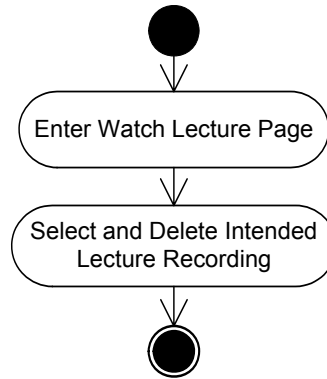 Enter Watch Lecture Page
Select and Delete Intended
Lecture Recording